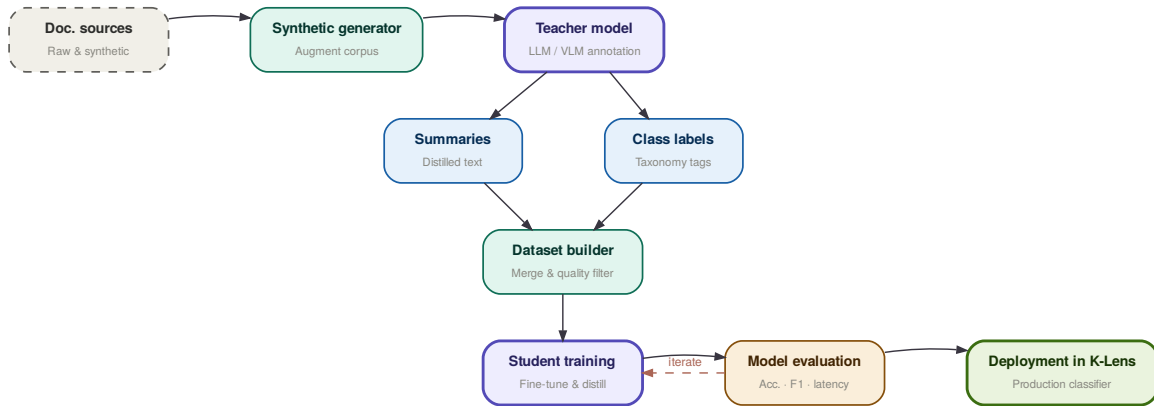 Doc. sources
Raw & synthetic
Synthetic generator
Augment corpus
Teacher model
LLM / VLM annotation
Summaries
Distilled text
Class labels
Taxonomy tags
Dataset builder
Merge & quality filter
Student training
Fine-tune & distill
iterate
Model evaluation
Acc. · F1 · latency
Deployment in K-Lens
Production classifier